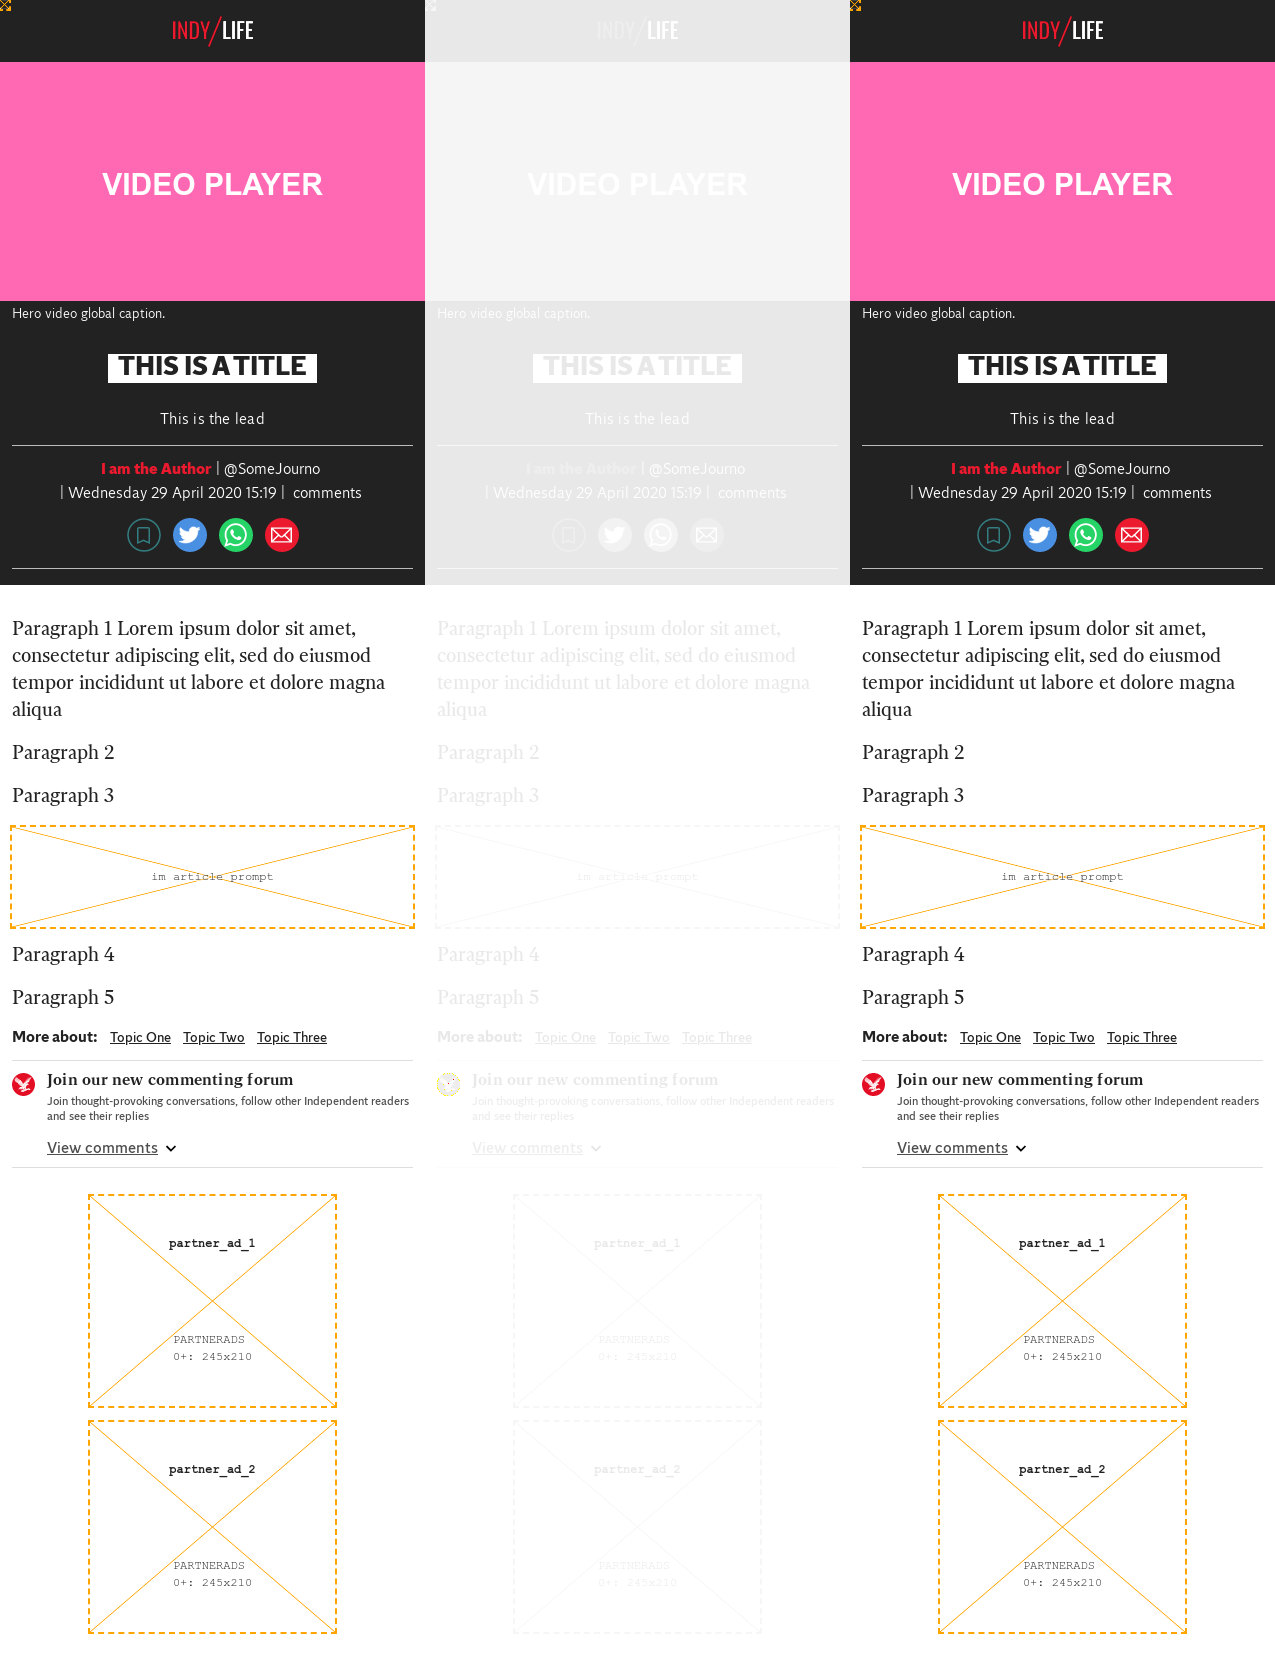 INDY/LIFE
VIDEO PLAYER
Hero video global caption.
THIS IS A TITLE
This is the lead
I am the Author | @SomeJourno
| Wednesday 29 April 2020 15:19 | comments
Paragraph 1 Lorem ipsum dolor sit amet,
consectetur adipiscing elit, sed do eiusmod
tempor incididunt ut labore et dolore magna
aliqua
Paragraph 2
Paragraph 3
im article prompt
Paragraph 4
Paragraph 5
More about: Topic One Topic Two Topic Three
Join our new commenting forum
Join thought-provoking conversations, follow other Independent readers
and see their replies
View comments
partner_ad_1
PARTNERADS
0+: 245x210
partner_ad_2
PARTNERADS
0+: 245x210
INDY/LIFE
VIDEO PLAYER
Hero video global caption.
THIS IS A TITLE
This is the lead
I am the Author | @SomeJourno
| Wednesday 29 April 2020 15:19 | comments
Paragraph 1 Lorem ipsum dolor sit amet,
consectetur adipiscing elit, sed do eiusmod
tempor incididunt ut labore et dolore magna
aliqua
Paragraph 2
Paragraph 3
im article prompt
Paragraph 4
Paragraph 5
More about: Topic One Topic Two Topic Three
Join our new commenting forum
Join thought-provoking conversations, follow other Independent readers
and see their replies
View comments
partner_ad_1
PARTNERADS
0+: 245x210
partner_ad_2
PARTNERADS
0+: 245x210
INDY/LIFE
VIDEO PLAYER
Hero video global caption.
THIS IS A TITLE
This is the lead
I am the Author | @SomeJourno
| Wednesday 29 April 2020 15:19 | comments
Paragraph 1 Lorem ipsum dolor sit amet,
consectetur adipiscing elit, sed do eiusmod
tempor incididunt ut labore et dolore magna
aliqua
Paragraph 2
Paragraph 3
im article prompt
Paragraph 4
Paragraph 5
More about: Topic One Topic Two Topic Three
Join our new commenting forum
Join thought-provoking conversations, follow other Independent readers
and see their replies
View comments
partner_ad_1
PARTNERADS
0+: 245x210
partner_ad_2
PARTNERADS
0+: 245x210